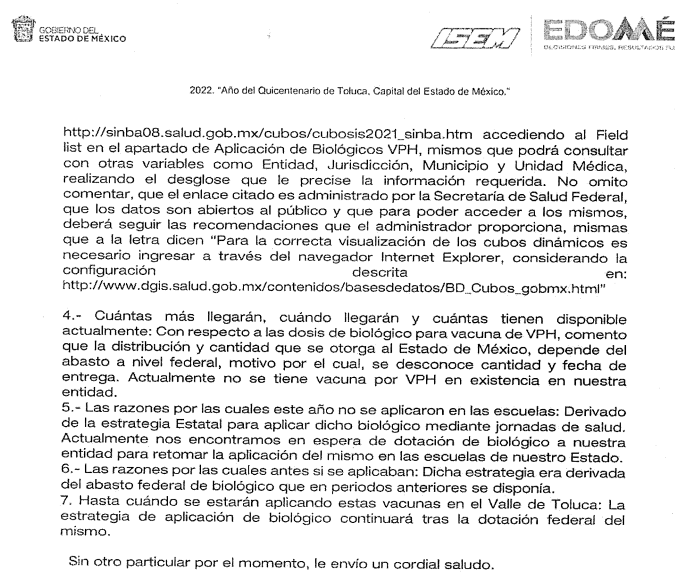 GOBIERNO DEL
ESTADO DE MÉXICO
ISEM
EDOMÉX
DECISIONES FIRMES, RESULTADOS FUERTES
2022. "Año del Quicentenario de Toluca, Capital del Estado de México."
http://sinba08.salud.gob.mx/cubos/cubosis2021_sinba.htm accediendo al Field
list en el apartado de Aplicación de Biológicos VPH, mismos que podrá consultar
con otras variables como Entidad, Jurisdicción, Municipio y Unidad Médica,
realizando el desglose que le precise la información requerida. No omito
comentar, que el enlace citado es administrado por la Secretaría de Salud Federal,
que los datos son abiertos al público y que para poder acceder a los mismos,
deberá seguir las recomendaciones que el administrador proporciona, mismas
que a la letra dicen "Para la correcta visualización de los cubos dinámicos es
necesario ingresar a través del navegador Internet Explorer, considerando la
configuración descrita en:
http://www.dgis.salud.gob.mx/contenidos/basesdedatos/BD_Cubos_gobmx.html"
4.- Cuántas más llegarán, cuándo llegarán y cuántas tienen disponible
actualmente: Con respecto a las dosis de biológico para vacuna de VPH, comento
que la distribución y cantidad que se otorga al Estado de México, depende del
abasto a nivel federal, motivo por el cual, se desconoce cantidad y fecha de
entrega. Actualmente no se tiene vacuna por VPH en existencia en nuestra
entidad.
5.- Las razones por las cuales este año no se aplicaron en las escuelas: Derivado
de la estrategia Estatal para aplicar dicho biológico mediante jornadas de salud.
Actualmente nos encontramos en espera de dotación de biológico a nuestra
entidad para retomar la aplicación del mismo en las escuelas de nuestro Estado.
6.- Las razones por las cuales antes si se aplicaban: Dicha estrategia era derivada
del abasto federal de biológico que en periodos anteriores se disponía.
7. Hasta cuándo se estarán aplicando estas vacunas en el Valle de Toluca: La
estrategia de aplicación de biológico continuará tras la dotación federal del
mismo.
Sin otro particular por el momento, le envío un cordial saludo.